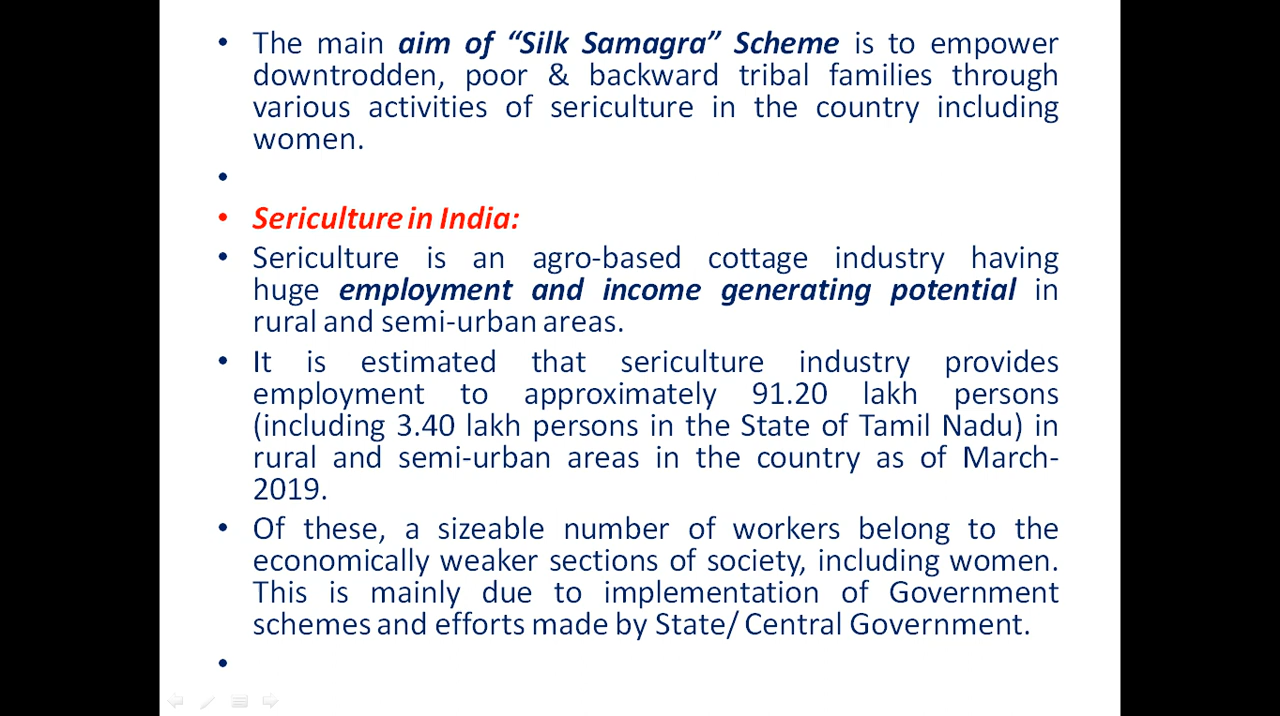 • The main aim of “Silk Samagra” Scheme is to empower
downtrodden, poor & backward tribal families through
various activities of sericulture in the country including
women.
•
• Sericulture in India:
• Sericulture is an agro-based cottage industry having
huge employment and income generating potential in
rural and semi-urban areas.
• It is estimated that sericulture industry provides
employment to approximately 91.20 lakh persons
(including 3.40 lakh persons in the State of Tamil Nadu) in
rural and semi-urban areas in the country as of March-
2019.
• Of these, a sizeable number of workers belong to the
economically weaker sections of society, including women.
This is mainly due to implementation of Government
schemes and efforts made by State/ Central Government.
•